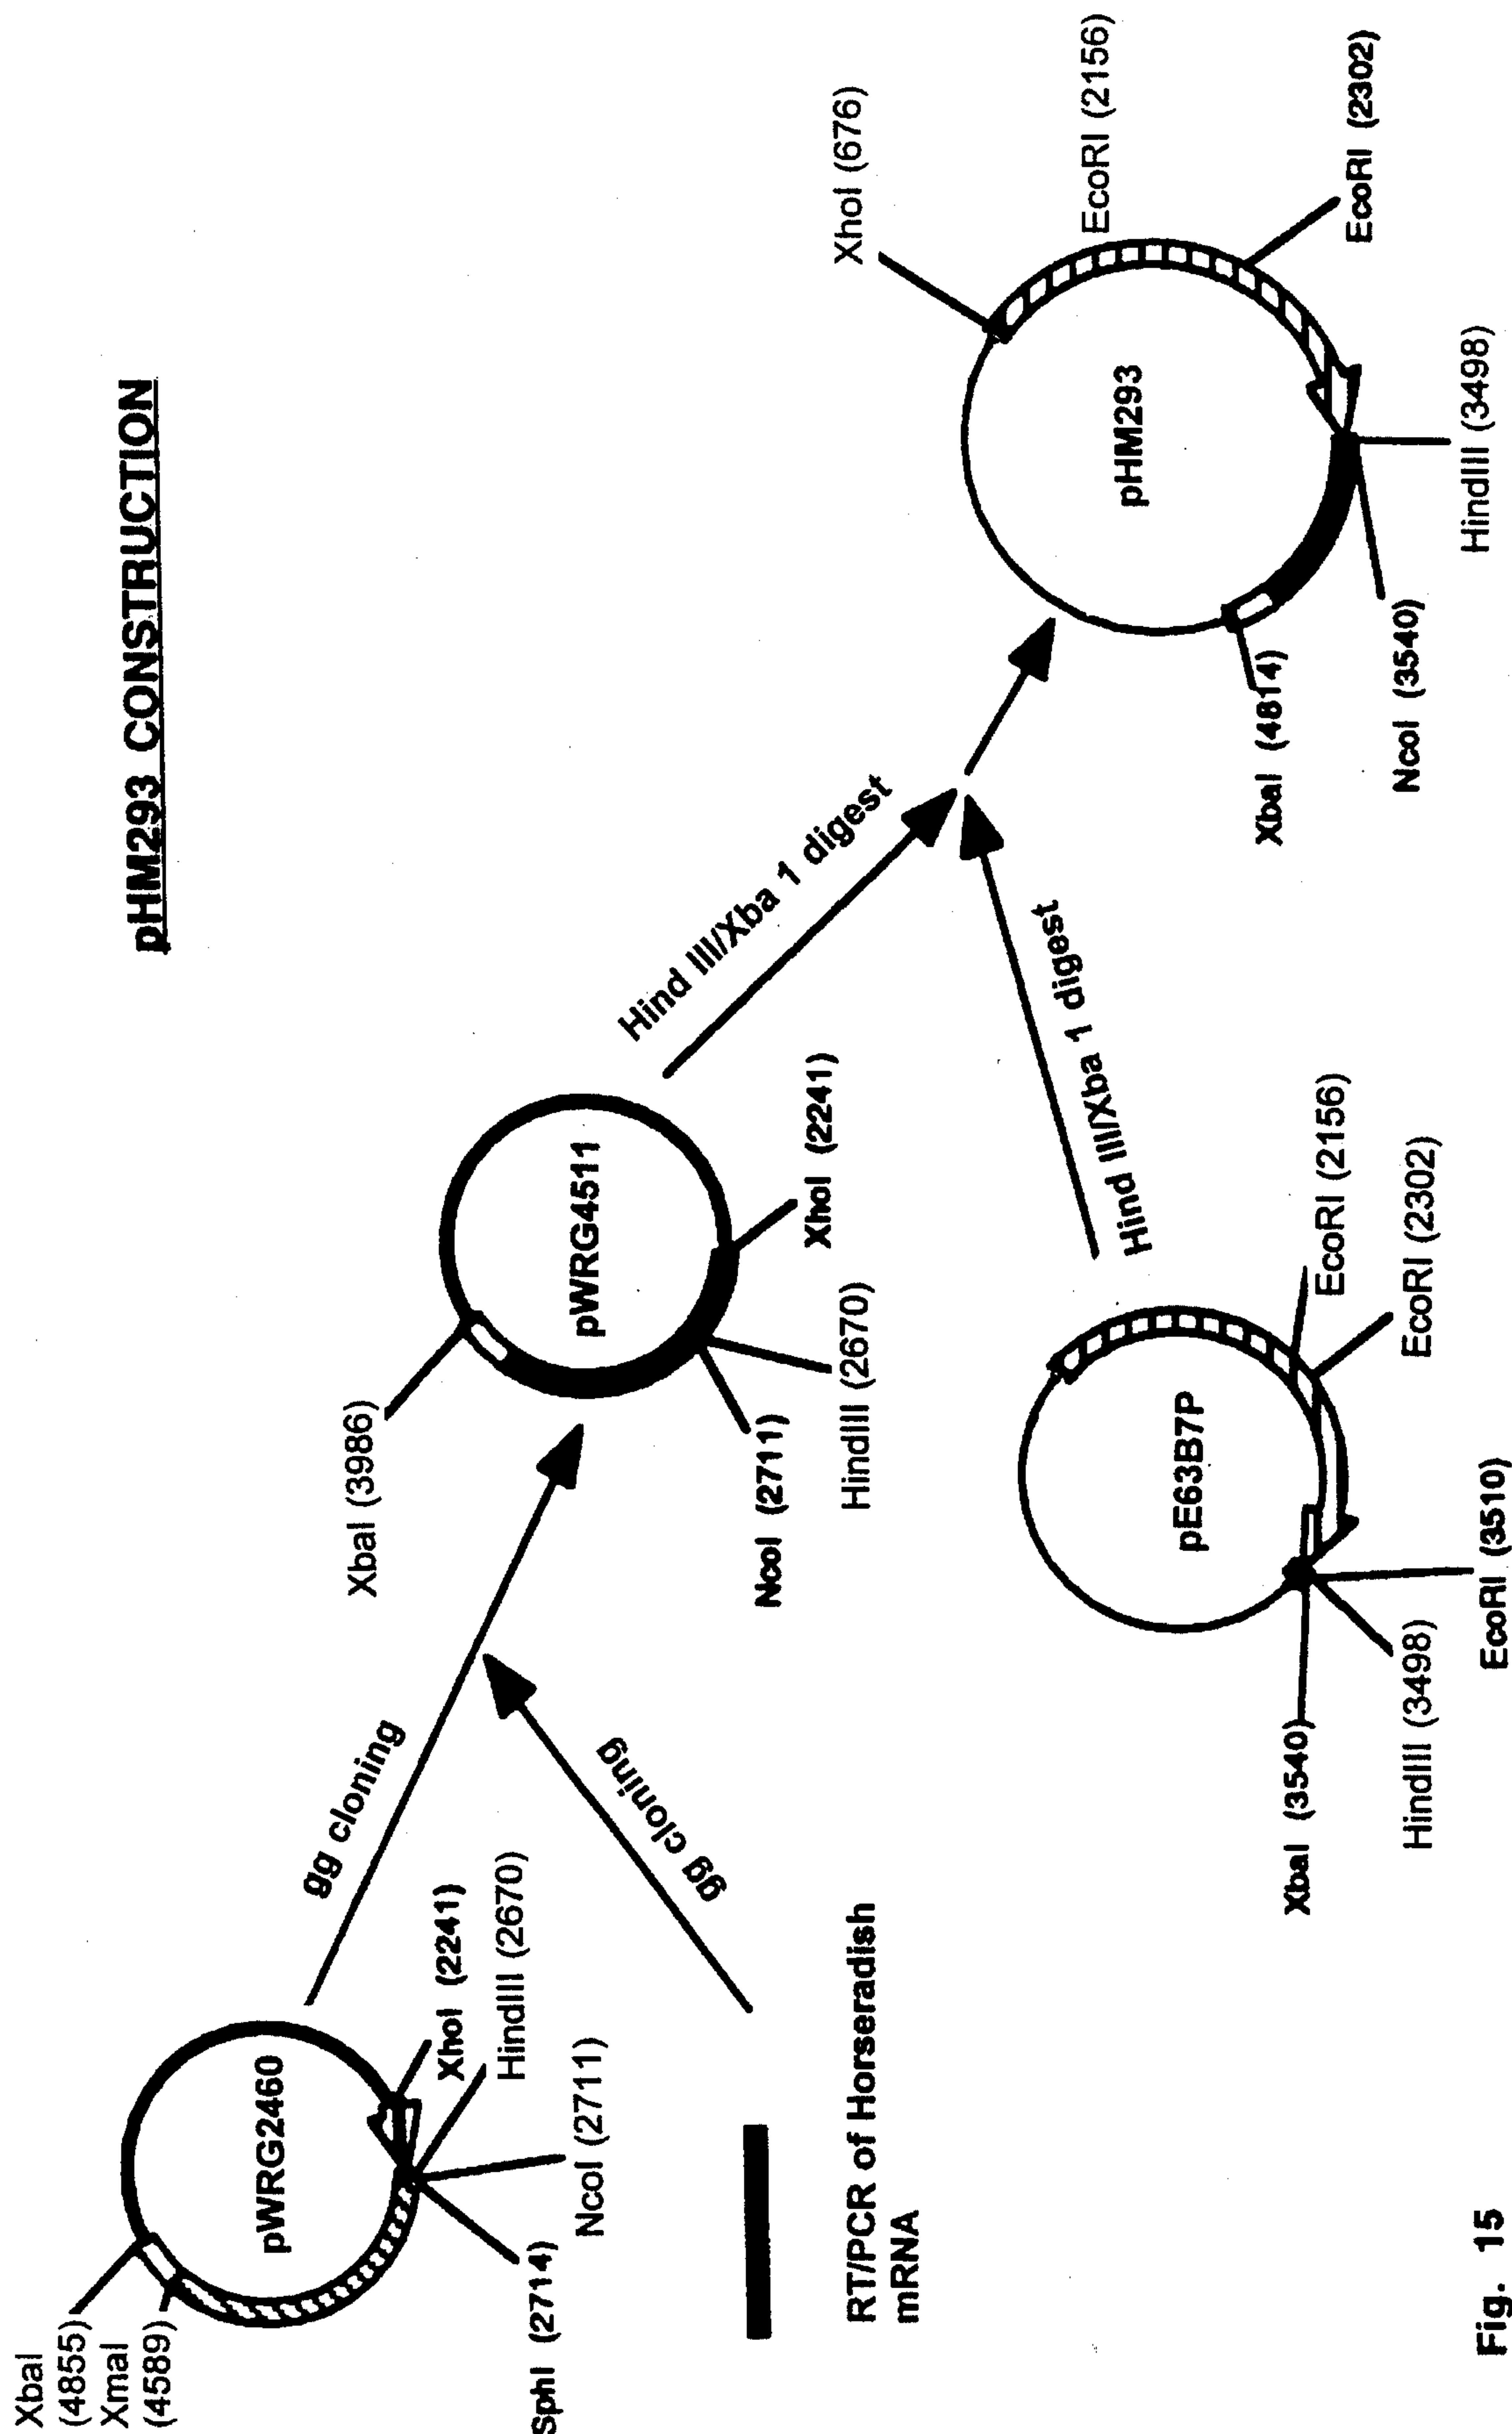 pHM293 CONSTRUCTION
XbaI
(4855)
XmaI
(4589)
pWRG2460
XhoI (2241)
HindIII (2670)
NcoI (2711)
SphI (2714)
gg cloning
gg cloning
RT/PCR of Horseradish
mRNA
XbaI (3986)
pWRG4511
XhoI (2241)
HindIII (2670)
NcoI (2711)
Hind III/Xba 1 digest
Hind III/Xba 1 digest
pE63B7P
EcoRI (2156)
EcoRI (2302)
EcoRI (3510)
HindIII (3498)
XbaI (3540)
XhoI (676)
EcoRI (2156)
EcoRI (2302)
pHM293
HindIII (3498)
NcoI (3540)
XbaI (4814)
Fig. 15